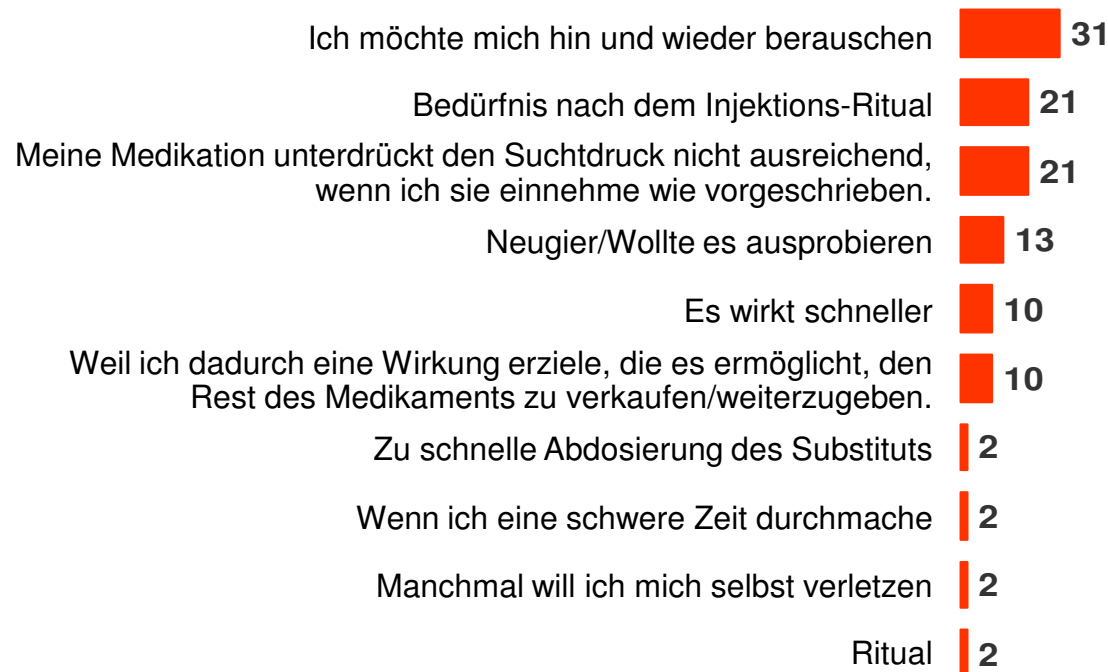 Ich möchte mich hin und wieder berauschen 31
Bedürfnis nach dem Injektions-Ritual 21
Meine Medikation unterdrückt den Suchtdruck nicht ausreichend,
wenn ich sie einnehme wie vorgeschrieben. 21
Neugier/Wollte es ausprobieren 13
Es wirkt schneller 10
Weil ich dadurch eine Wirkung erziele, die es ermöglicht, den
Rest des Medikaments zu verkaufen/weiterzugeben. 10
Zu schnelle Abdosierung des Substituts 2
Wenn ich eine schwere Zeit durchmache 2
Manchmal will ich mich selbst verletzen 2
Ritual 2